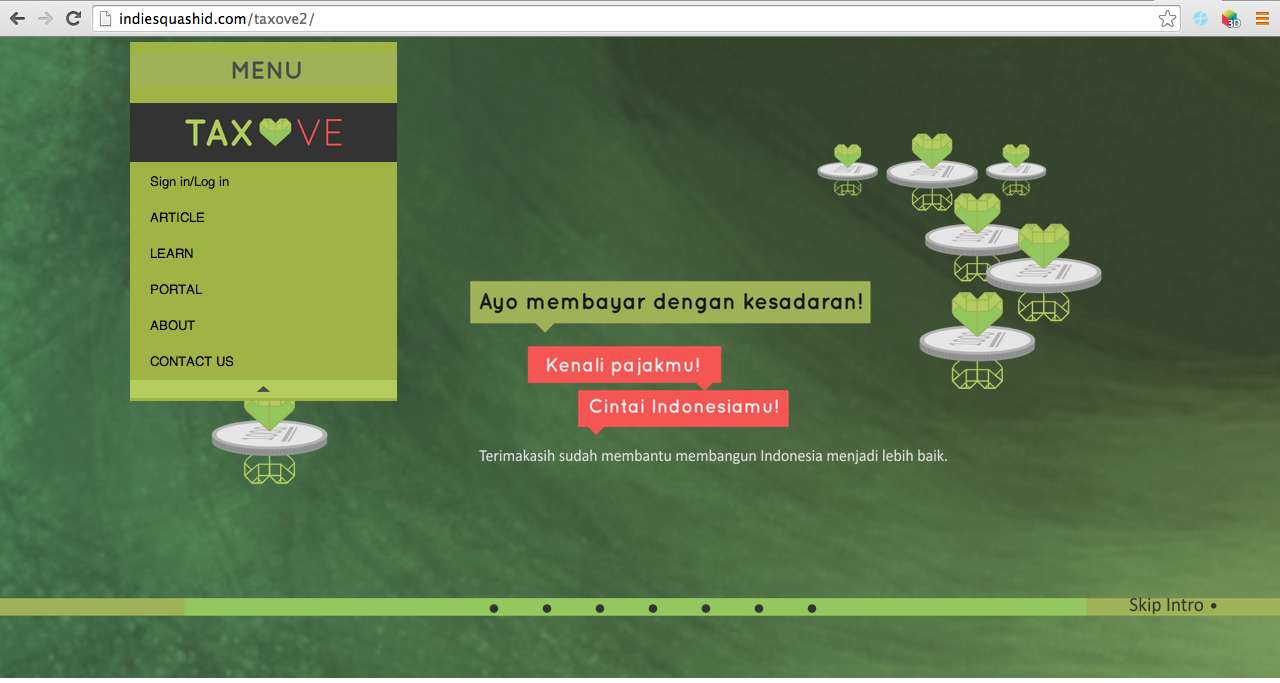 indiesquashid.com/taxove2/
3D
MENU
TAX VE
Sign in/Log in
ARTICLE
LEARN
PORTAL
ABOUT
CONTACT US
Ayo membayar dengan kesadaran!
Kenali pajakmu!
Cintai Indonesiamu!
Terimakasih sudah membantu membangun Indonesia menjadi lebih baik.
Skip Intro •